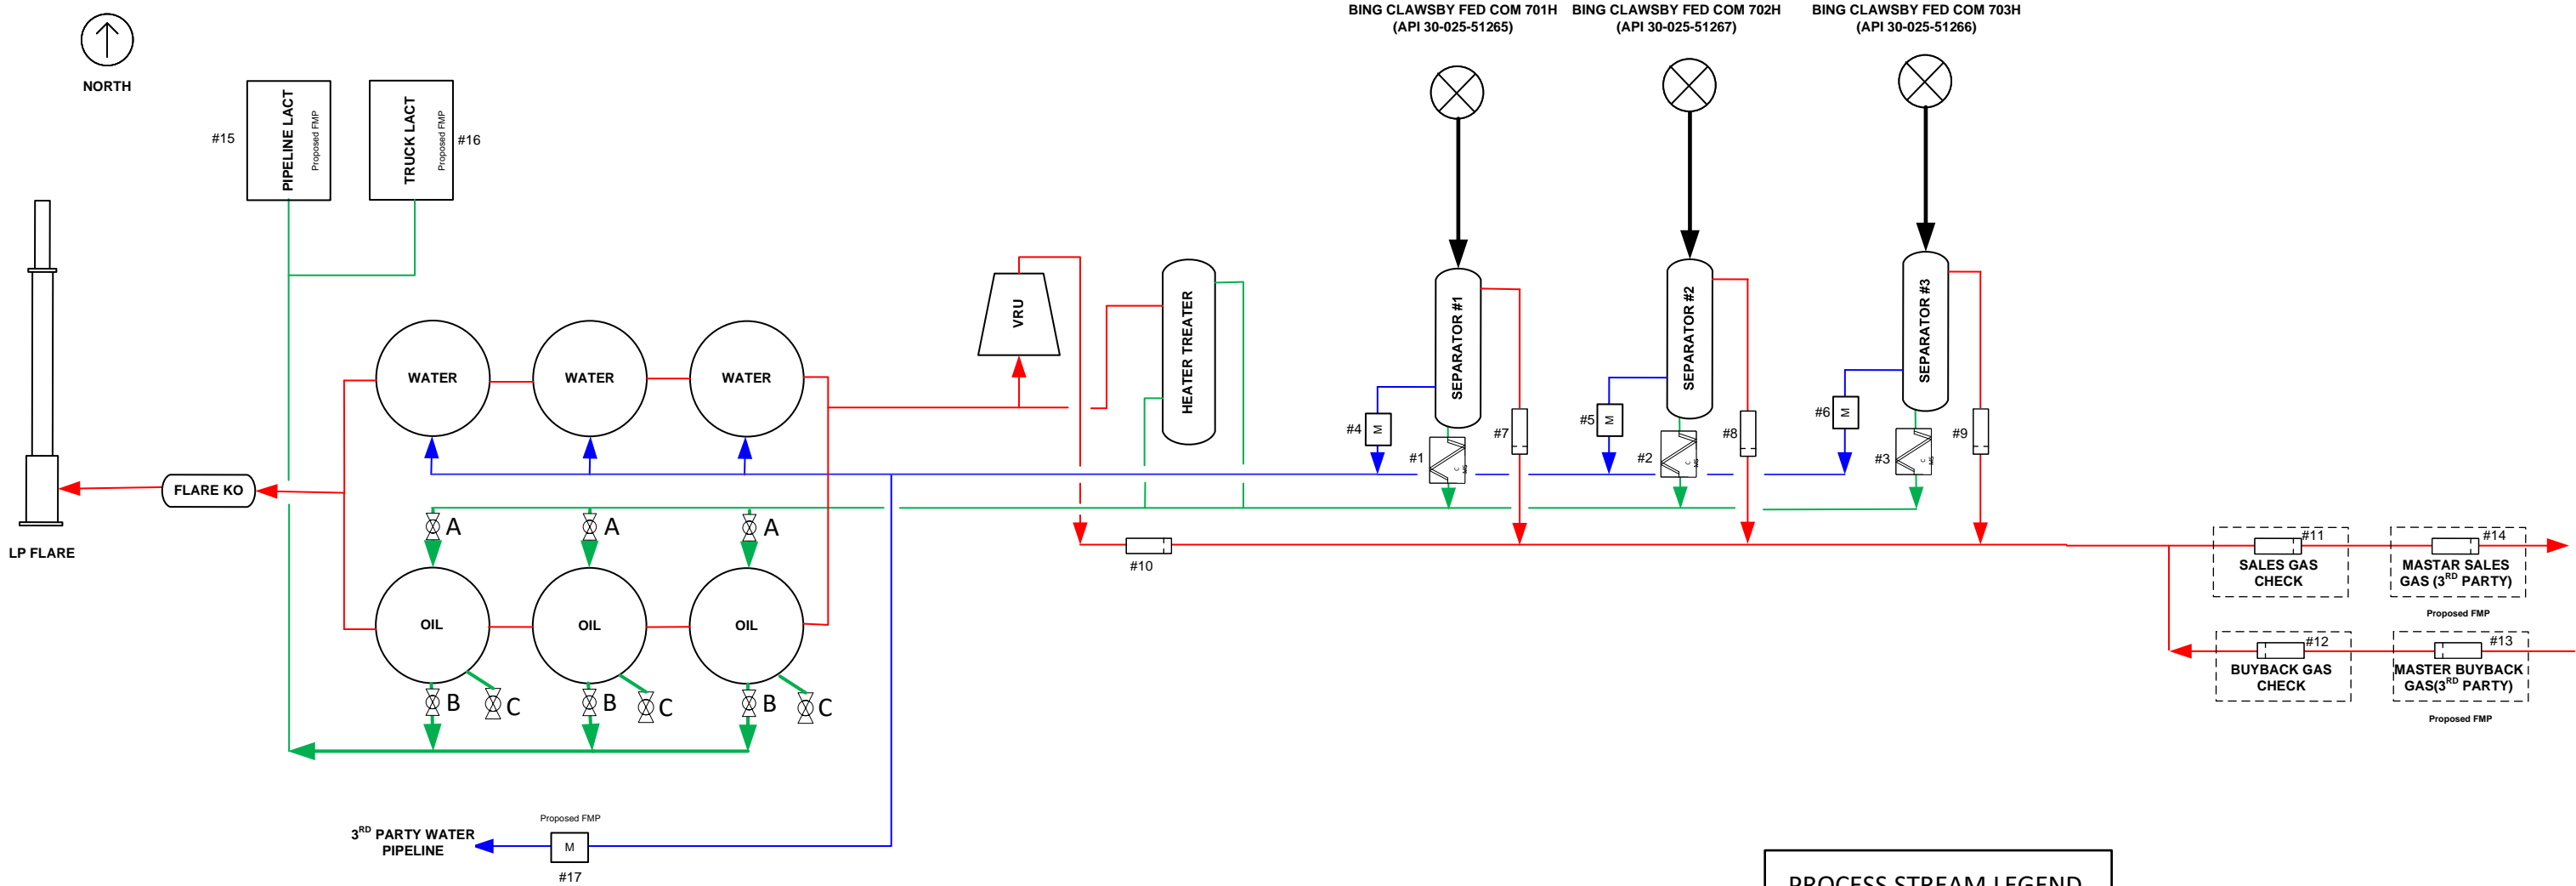 BING CLAWSBY FED COM 701H
(API 30-025-51265)
BING CLAWSBY FED COM 702H
(API 30-025-51267)
BING CLAWSBY FED COM 703H
(API 30-025-51266)
NORTH
#15
PIPELINE LACT
Proposed FMP
TRUCK LACT
Proposed FMP
#16
LP FLARE
FLARE KO
WATER
WATER
WATER
VRU
HEATER TREATER
SEPARATOR #1
SEPARATOR #2
SEPARATOR #3
#4
M
#1
C
MS
#7
#5
M
#2
C
MS
#8
#6
M
#3
C
MS
#9
A
A
A
OIL
OIL
OIL
B
C
B
C
B
C
#10
#11
SALES GAS
CHECK
#14
MASTAR SALES
GAS (3RD PARTY)
Proposed FMP
#12
BUYBACK GAS
CHECK
#13
MASTER BUYBACK
GAS(3RD PARTY)
Proposed FMP
3RD PARTY WATER
PIPELINE
Proposed FMP
M
#17
PROCESS STREAM LEGEND